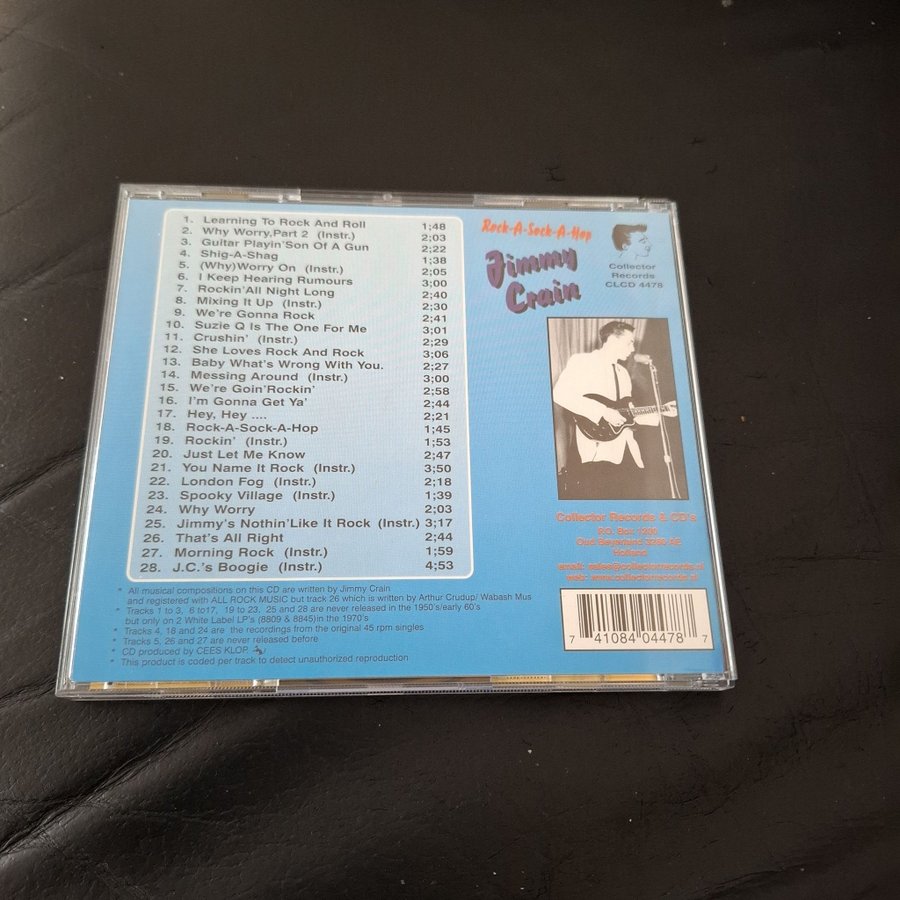 1. Learning To Rock And Roll 1;48
2. Why Worry,Part 2 (Instr.) 2;03
3. Guitar Playin'Son Of A Gun 2;22
4. Shig-A-Shag 1;38
5. (Why)Worry On (Instr.) 2;05
6. I Keep Hearing Rumours 3;00
7. Rockin'All Night Long 2;40
8. Mixing It Up (Instr.) 2;30
9. We're Gonna Rock 2;41
10. Suzie Q Is The One For Me 3;01
11. Crushin' (Instr.) 2;29
12. She Loves Rock And Rock 3;06
13. Baby What's Wrong With You. 2;27
14. Messing Around (Instr.) 3;00
15. We're Goin'Rockin' 2;58
16. I'm Gonna Get Ya' 2;44
17. Hey, Hey .... 2;21
18. Rock-A-Sock-A-Hop 1;45
19. Rockin' (Instr.) 1;53
20. Just Let Me Know 2;47
21. You Name It Rock (Instr.) 3;50
22. London Fog (Instr.) 2;18
23. Spooky Village (Instr.) 1;39
24. Why Worry 2;03
25. Jimmy's Nothin'Like It Rock (Instr.) 3;17
26. That's All Right 2;44
27. Morning Rock (Instr.) 1;59
28. J.C.'s Boogie (Instr.) 4;53
* All musical compositions on this CD are written by Jimmy Crain
and registered with ALL ROCK MUSIC but track 26 which is written by Arthur Crudup/ Wabash Mus
* Tracks 1 to 3, 6 to17, 19 to 23, 25 and 28 are never released in the 1950's/early 60's
but only on 2 White Label LP's (8809 & 8845)in the 1970's
* Tracks 4, 18 and 24 are the recordings from the original 45 rpm singles
* Tracks 5, 26 and 27 are never released before
* CD produced by CEES KLOP.
* This product is coded per track to detect unauthorized reproduction
Rock-A-Sock-A-Hop
Jimmy
Crain
Collector
Records
CLCD 4478
Collector Records & CD's
P.O. Box 1200
Oud Beyerland 3260-AE
Holland
email: sales@collectorrecords.nl
web: www.collectorrecords.nl
7 41084 04478 7